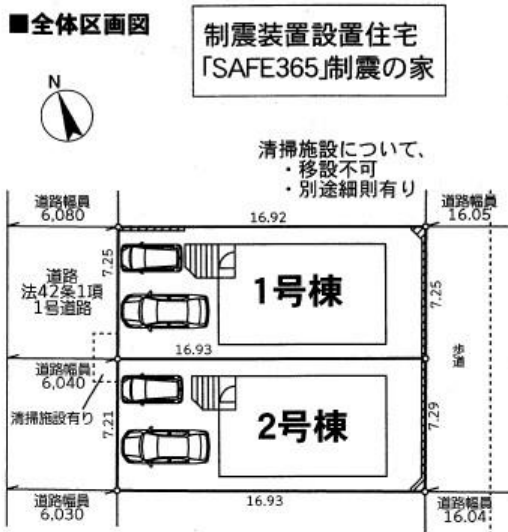 ■全体区画図
制震装置設置住宅
「SAFE365」制震の家
N
清掃施設について、
・移設不可
・別途細則有り
道路幅員
6,080
16.92
道路幅員
16.05
7.25
道路
法42条1項
1号道路
1号棟
7.25
16.93
歩道
道路幅員
6,040
清掃施設有り
7.21
2号棟
7.29
道路幅員
6,030
16.93
道路幅員
16.04